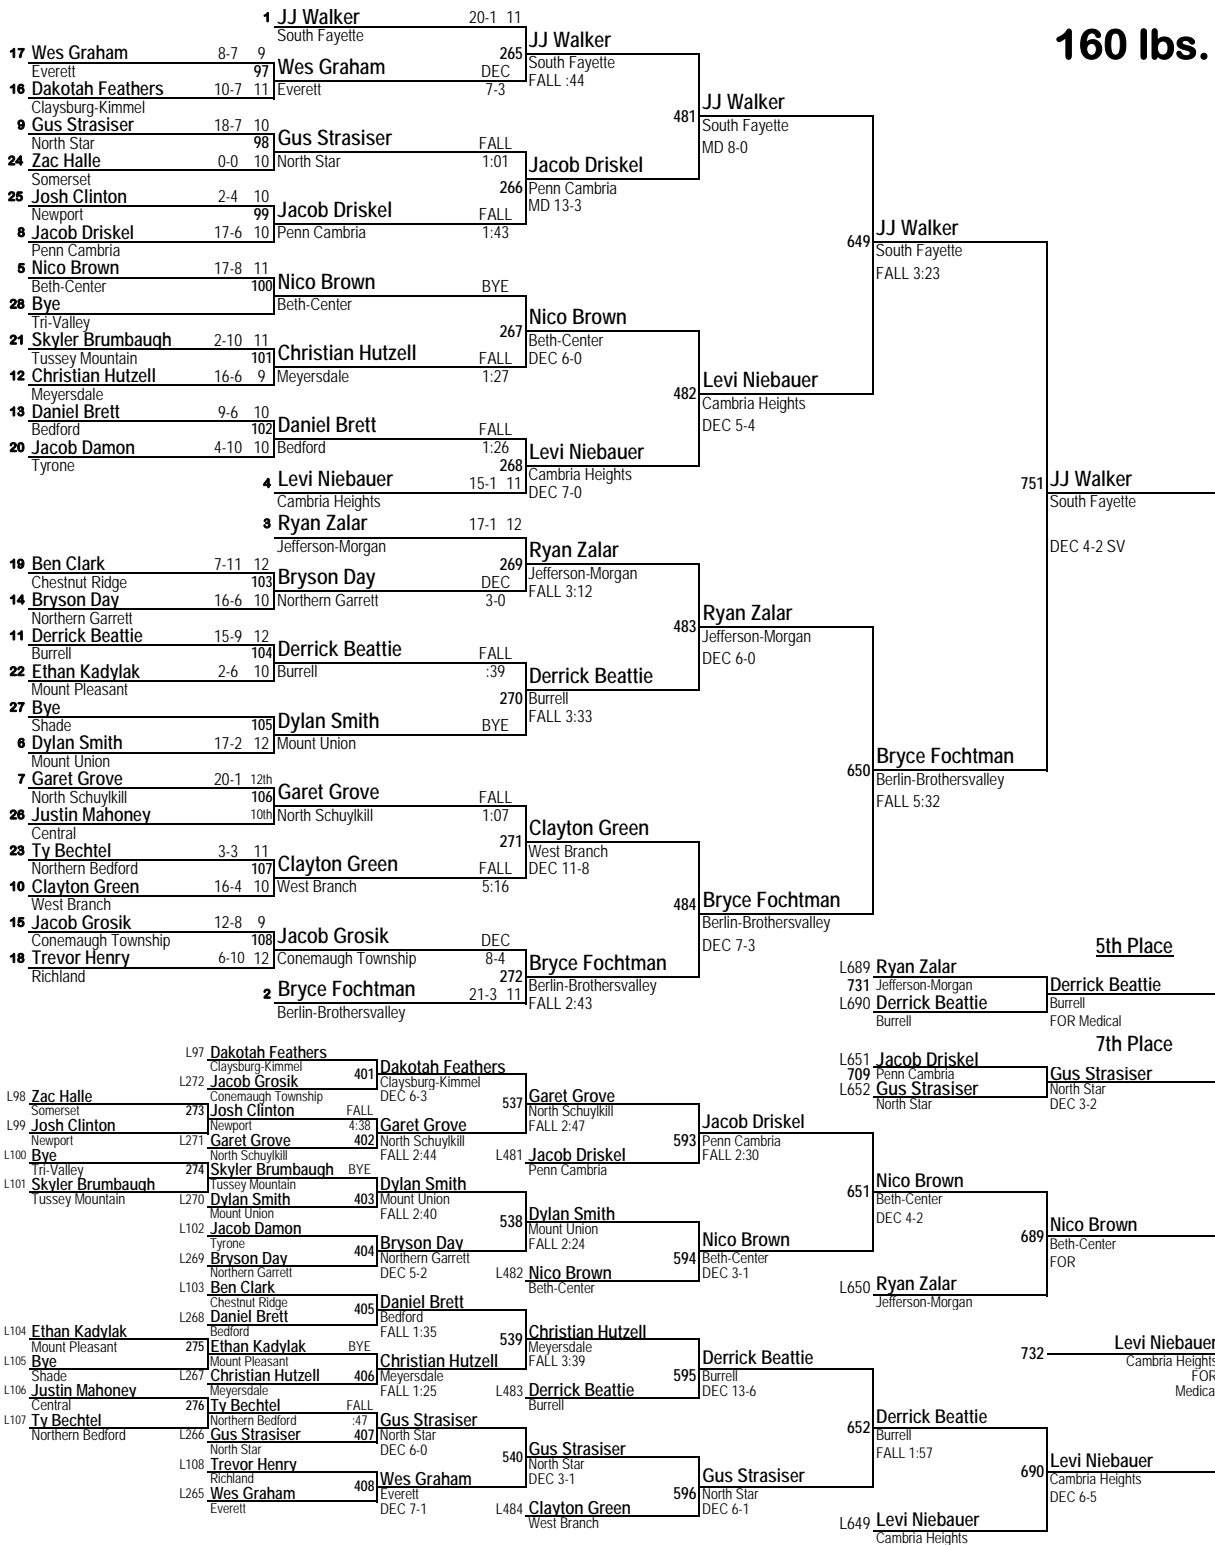 160 lbs.
1 JJ Walker 20-1 11
South Fayette
17 Wes Graham 8-7 9
Everett
97
16 Dakotah Feathers 10-7 11
Claysburg-Kimmel
Wes Graham DEC
Everett 7-3
265
JJ Walker
South Fayette
FALL :44
9 Gus Strasiser 18-7 10
North Star
98
24 Zac Halle 0-0 10
Somerset
Gus Strasiser FALL
North Star 1:01
25 Josh Clinton 2-4 10
Newport
99
8 Jacob Driskel 17-6 10
Penn Cambria
Jacob Driskel FALL
Penn Cambria 1:43
266
Jacob Driskel
Penn Cambria
MD 13-3
481
JJ Walker
South Fayette
MD 8-0
5 Nico Brown 17-8 11
Beth-Center
100
28 Bye
Tri-Valley
Nico Brown BYE
Beth-Center
21 Skyler Brumbaugh 2-10 11
Tussey Mountain
101
12 Christian Hutzell 16-6 9
Meyersdale
Christian Hutzell FALL
Meyersdale 1:27
267
Nico Brown
Beth-Center
DEC 6-0
13 Daniel Brett 9-6 10
Bedford
102
20 Jacob Damon 4-10 10
Tyrone
Daniel Brett FALL
Bedford 1:26
4 Levi Niebauer 15-1 11
Cambria Heights
268
Levi Niebauer
Cambria Heights
DEC 7-0
482
Levi Niebauer
Cambria Heights
DEC 5-4
649
JJ Walker
South Fayette
FALL 3:23
3 Ryan Zalar 17-1 12
Jefferson-Morgan
19 Ben Clark 7-11 12
Chestnut Ridge
103
14 Bryson Day 16-6 10
Northern Garrett
Bryson Day DEC
Northern Garrett 3-0
269
Ryan Zalar
Jefferson-Morgan
FALL 3:12
11 Derrick Beattie 15-9 12
Burrell
104
22 Ethan Kadylak 2-6 10
Mount Pleasant
Derrick Beattie FALL
Burrell :39
27 Bye
Shade
105
6 Dylan Smith 17-2 12
Mount Union
Dylan Smith BYE
Mount Union
270
Derrick Beattie
Burrell
FALL 3:33
483
Ryan Zalar
Jefferson-Morgan
DEC 6-0
7 Garet Grove 20-1 12th
North Schuylkill
106
26 Justin Mahoney 10th
Central
Garet Grove FALL
North Schuylkill 1:07
23 Ty Bechtel 3-3 11
Northern Bedford
107
10 Clayton Green 16-4 10
West Branch
Clayton Green FALL
West Branch 5:16
271
Clayton Green
West Branch
DEC 11-8
15 Jacob Grosik 12-8 9
Conemaugh Township
108
18 Trevor Henry 6-10 12
Richland
Jacob Grosik DEC
Conemaugh Township 8-4
2 Bryce Fochtman 21-3 11
Berlin-Brothersvalley
272
Bryce Fochtman
Berlin-Brothersvalley
FALL 2:43
484
Bryce Fochtman
Berlin-Brothersvalley
DEC 7-3
650
Bryce Fochtman
Berlin-Brothersvalley
FALL 5:32
751
JJ Walker
South Fayette
DEC 4-2 SV
5th Place
L689 Ryan Zalar
731 Jefferson-Morgan
L690 Derrick Beattie
Burrell
Derrick Beattie
Burrell
FOR Medical
7th Place
L651 Jacob Driskel
709 Penn Cambria
L652 Gus Strasiser
North Star
Gus Strasiser
North Star
DEC 3-2
L97 Dakotah Feathers
Claysburg-Kimmel
401
L272 Jacob Grosik
Conemaugh Township
Dakotah Feathers
Claysburg-Kimmel
DEC 6-3
L98 Zac Halle
Somerset
273
L99 Josh Clinton
Newport
Josh Clinton FALL
Newport 4:38
L271 Garet Grove 402
North Schuylkill
Garet Grove
North Schuylkill
FALL 2:44
537
Garet Grove
North Schuylkill
FALL 2:47
L481 Jacob Driskel
Penn Cambria
593
Jacob Driskel
Penn Cambria
FALL 2:30
L100 Bye
Tri-Valley
274
L101 Skyler Brumbaugh
Tussey Mountain
Skyler Brumbaugh BYE
Tussey Mountain
L270 Dylan Smith 403
Mount Union
Dylan Smith
Mount Union
FALL 2:40
L102 Jacob Damon
Tyrone
404
L269 Bryson Day
Northern Garrett
Bryson Day
Northern Garrett
DEC 5-2
538
Dylan Smith
Mount Union
FALL 2:24
L482 Nico Brown
Beth-Center
594
Nico Brown
Beth-Center
DEC 3-1
651
Nico Brown
Beth-Center
DEC 4-2
L650 Ryan Zalar
Jefferson-Morgan
689
Nico Brown
Beth-Center
FOR
L103 Ben Clark
Chestnut Ridge
405
L268 Daniel Brett
Bedford
Daniel Brett
Bedford
FALL 1:35
L104 Ethan Kadylak
Mount Pleasant
275
L105 Bye
Shade
Ethan Kadylak BYE
Mount Pleasant
L267 Christian Hutzell 406
Meyersdale
Christian Hutzell
Meyersdale
FALL 1:25
539
Christian Hutzell
Meyersdale
FALL 3:39
L483 Derrick Beattie
Burrell
595
Derrick Beattie
Burrell
DEC 13-6
L106 Justin Mahoney
Central
276
L107 Ty Bechtel
Northern Bedford
Ty Bechtel FALL
Northern Bedford :47
L266 Gus Strasiser 407
North Star
Gus Strasiser
North Star
DEC 6-0
L108 Trevor Henry
Richland
408
L265 Wes Graham
Everett
Wes Graham
Everett
DEC 7-1
540
Gus Strasiser
North Star
DEC 3-1
L484 Clayton Green
West Branch
596
Gus Strasiser
North Star
DEC 6-1
652
Derrick Beattie
Burrell
FALL 1:57
L649 Levi Niebauer
Cambria Heights
690
Levi Niebauer
Cambria Heights
DEC 6-5
732
Levi Niebauer
Cambria Heights
FOR
Medica